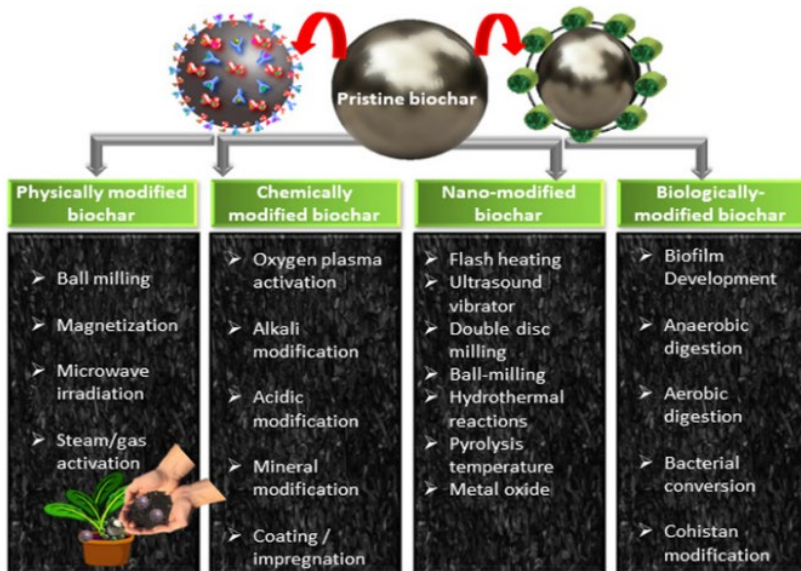 Pristine biochar
Physically modified
biochar
Chemically
modified biochar
Nano-modified
biochar
Biologically-
modified biochar
Ball milling
Magnetization
Microwave
irradiation
Steam/gas
activation
Oxygen plasma
activation
Alkali
modification
Acidic
modification
Mineral
modification
Coating /
impregnation
Flash heating
Ultrasound
vibrator
Double disc
milling
Ball-milling
Hydrothermal
reactions
Pyrolysis
temperature
Metal oxide
Biofilm
Development
Anaerobic
digestion
Aerobic
digestion
Bacterial
conversion
Cohistan
modification